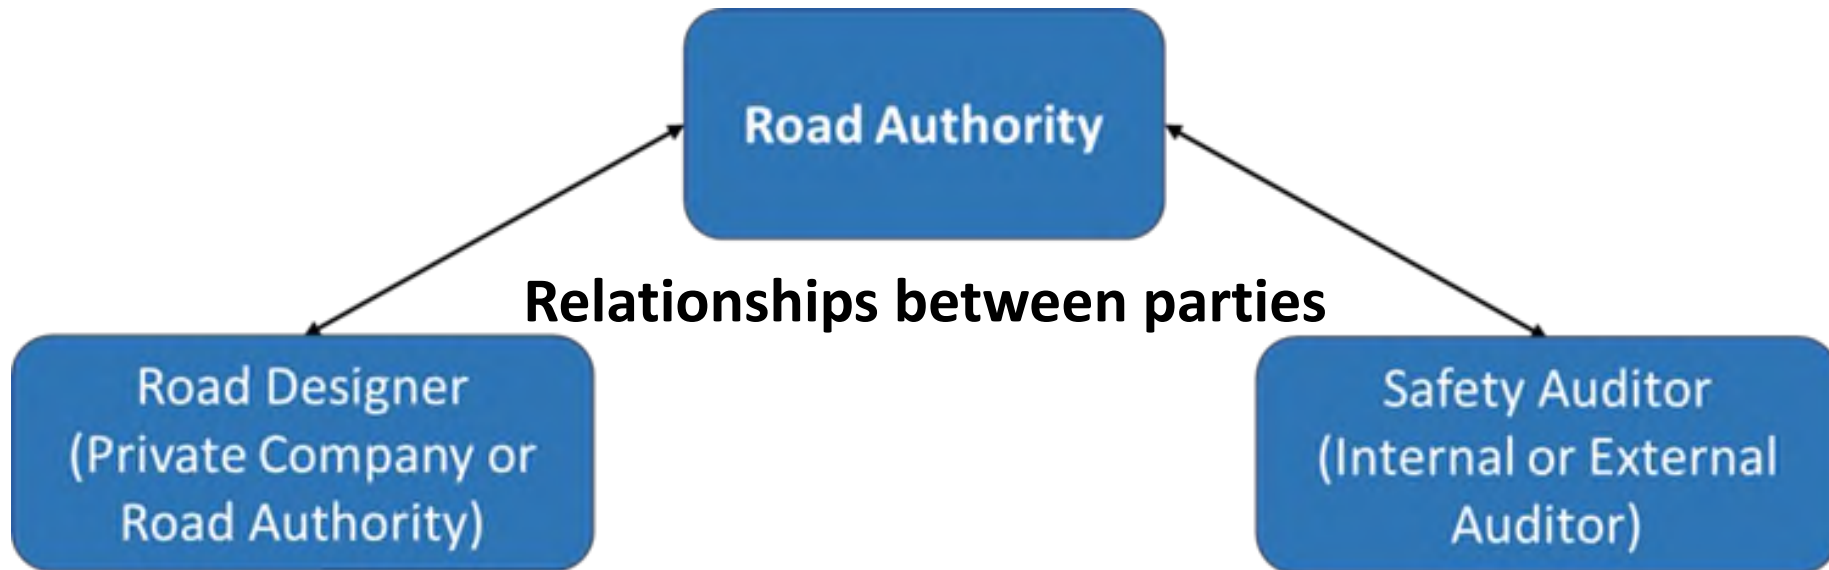 Road Authority
Relationships between parties
Road Designer
(Private Company or
Road Authority)
Safety Auditor
(Internal or External
Auditor)